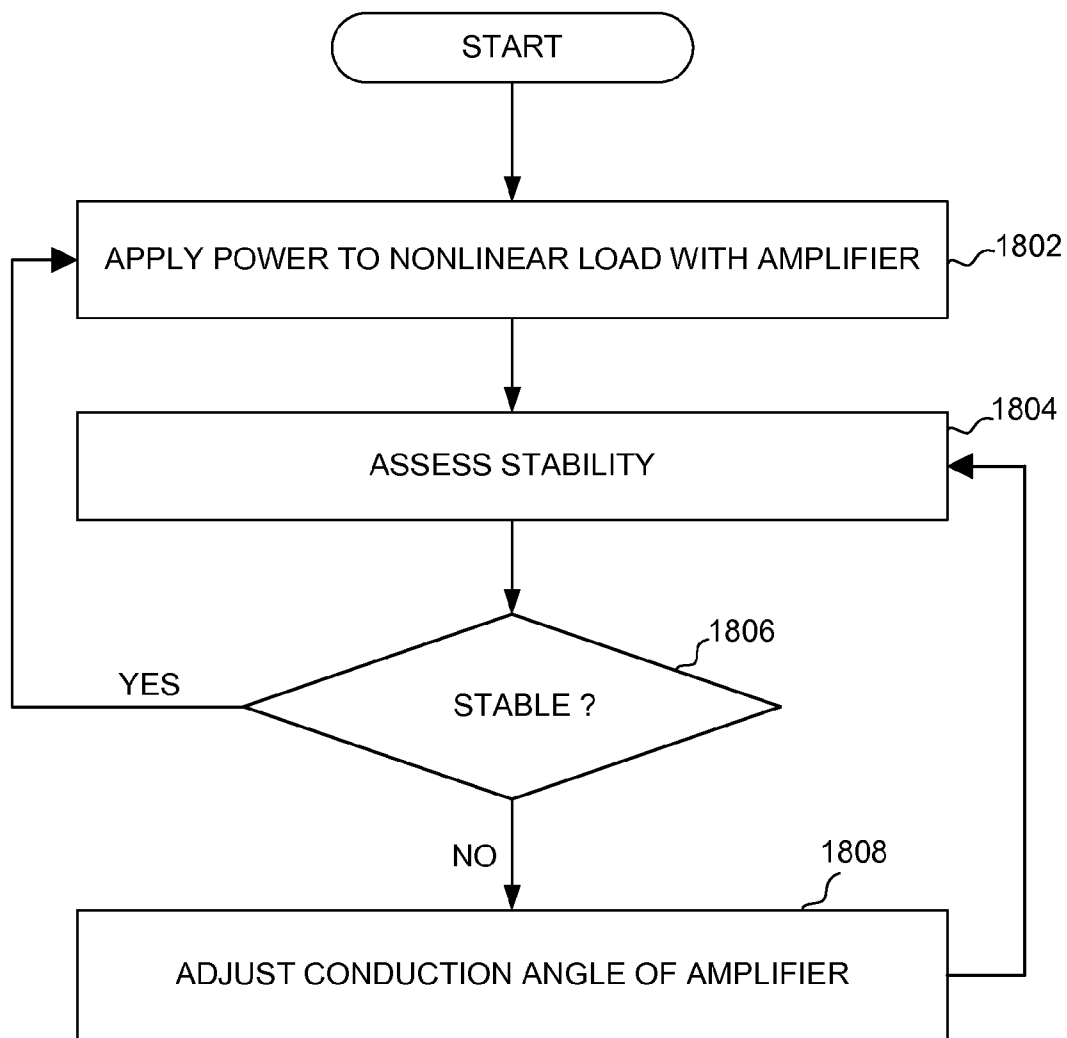 START
APPLY POWER TO NONLINEAR LOAD WITH AMPLIFIER
1802
1804
ASSESS STABILITY
1806
YES
STABLE ?
NO
1808
ADJUST CONDUCTION ANGLE OF AMPLIFIER